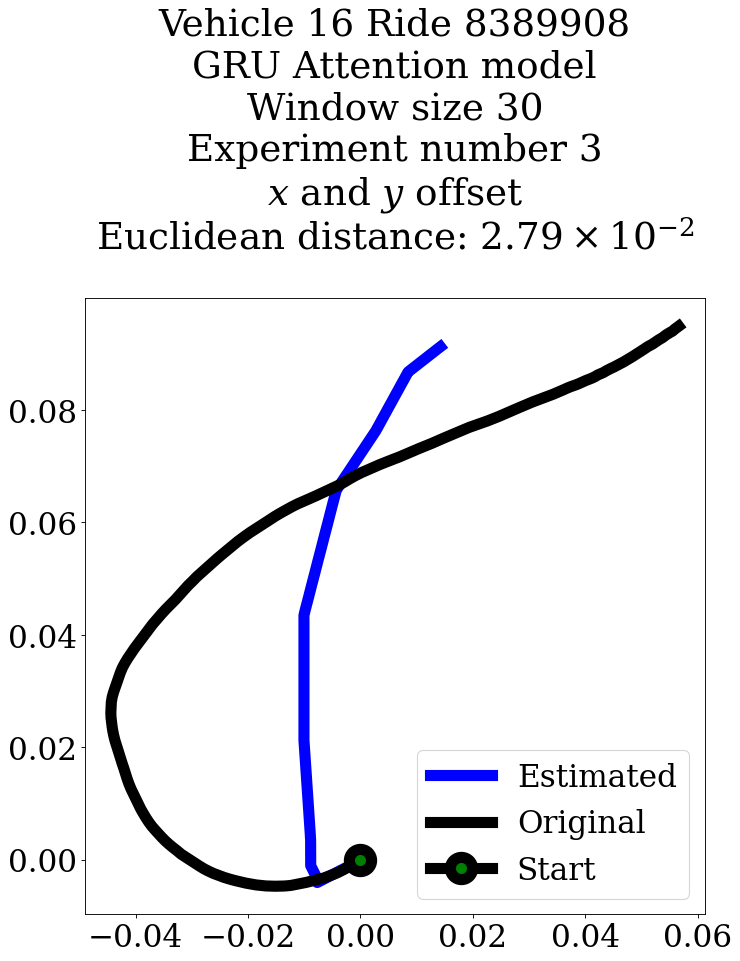 Vehicle 16 Ride 8389908
GRU Attention model
Window size 30
Experiment number 3
x and y offset
Euclidean distance: 2.79 × 10⁻²
0.08
0.06
0.04
0.02
0.00
−0.04 −0.02 0.00 0.02 0.04 0.06
Estimated
Original
Start